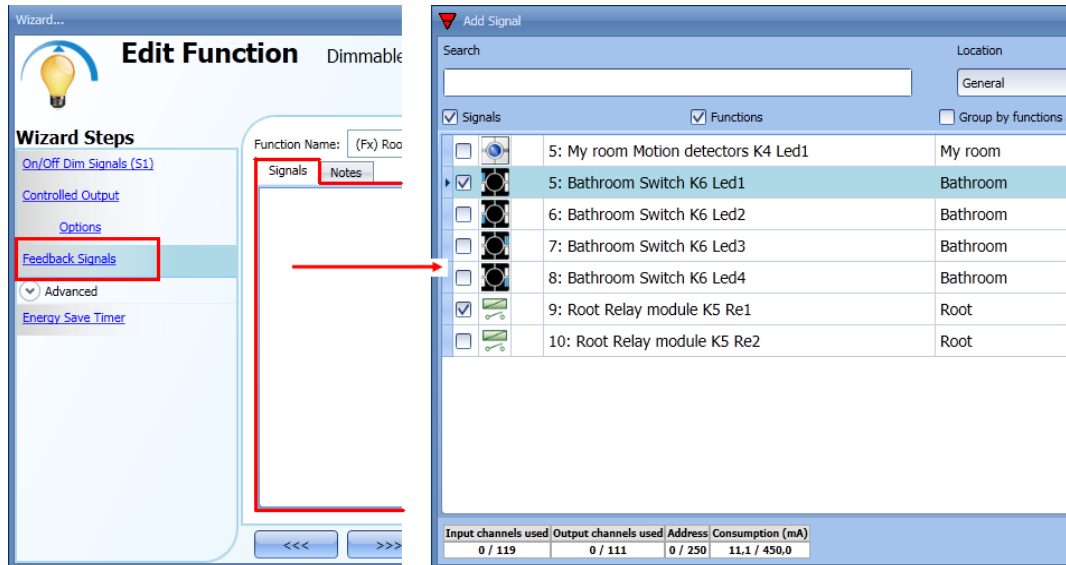 Wizard...
Edit Function Dimmable
Wizard Steps
On/Off Dim Signals (S1)
Controlled Output
Options
Feedback Signals
Advanced
Energy Save Timer
Function Name: (Fx) Roo
Signals Notes
<<< >>>
Add Signal
Search Location
General
Signals Functions Group by functions
5: My room Motion detectors K4 Led1 My room
5: Bathroom Switch K6 Led1 Bathroom
6: Bathroom Switch K6 Led2 Bathroom
7: Bathroom Switch K6 Led3 Bathroom
8: Bathroom Switch K6 Led4 Bathroom
9: Root Relay module K5 Re1 Root
10: Root Relay module K5 Re2 Root
Input channels used Output channels used Address Consumption (mA)
0 / 119 0 / 111 0 / 250 11,1 / 450,0